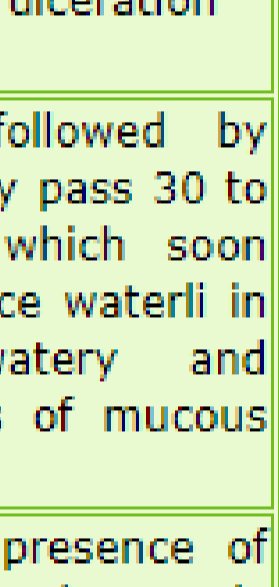 ulceration
followed by
y pass 30 to
which soon
ce waterli in
watery and
s of mucous
presence of